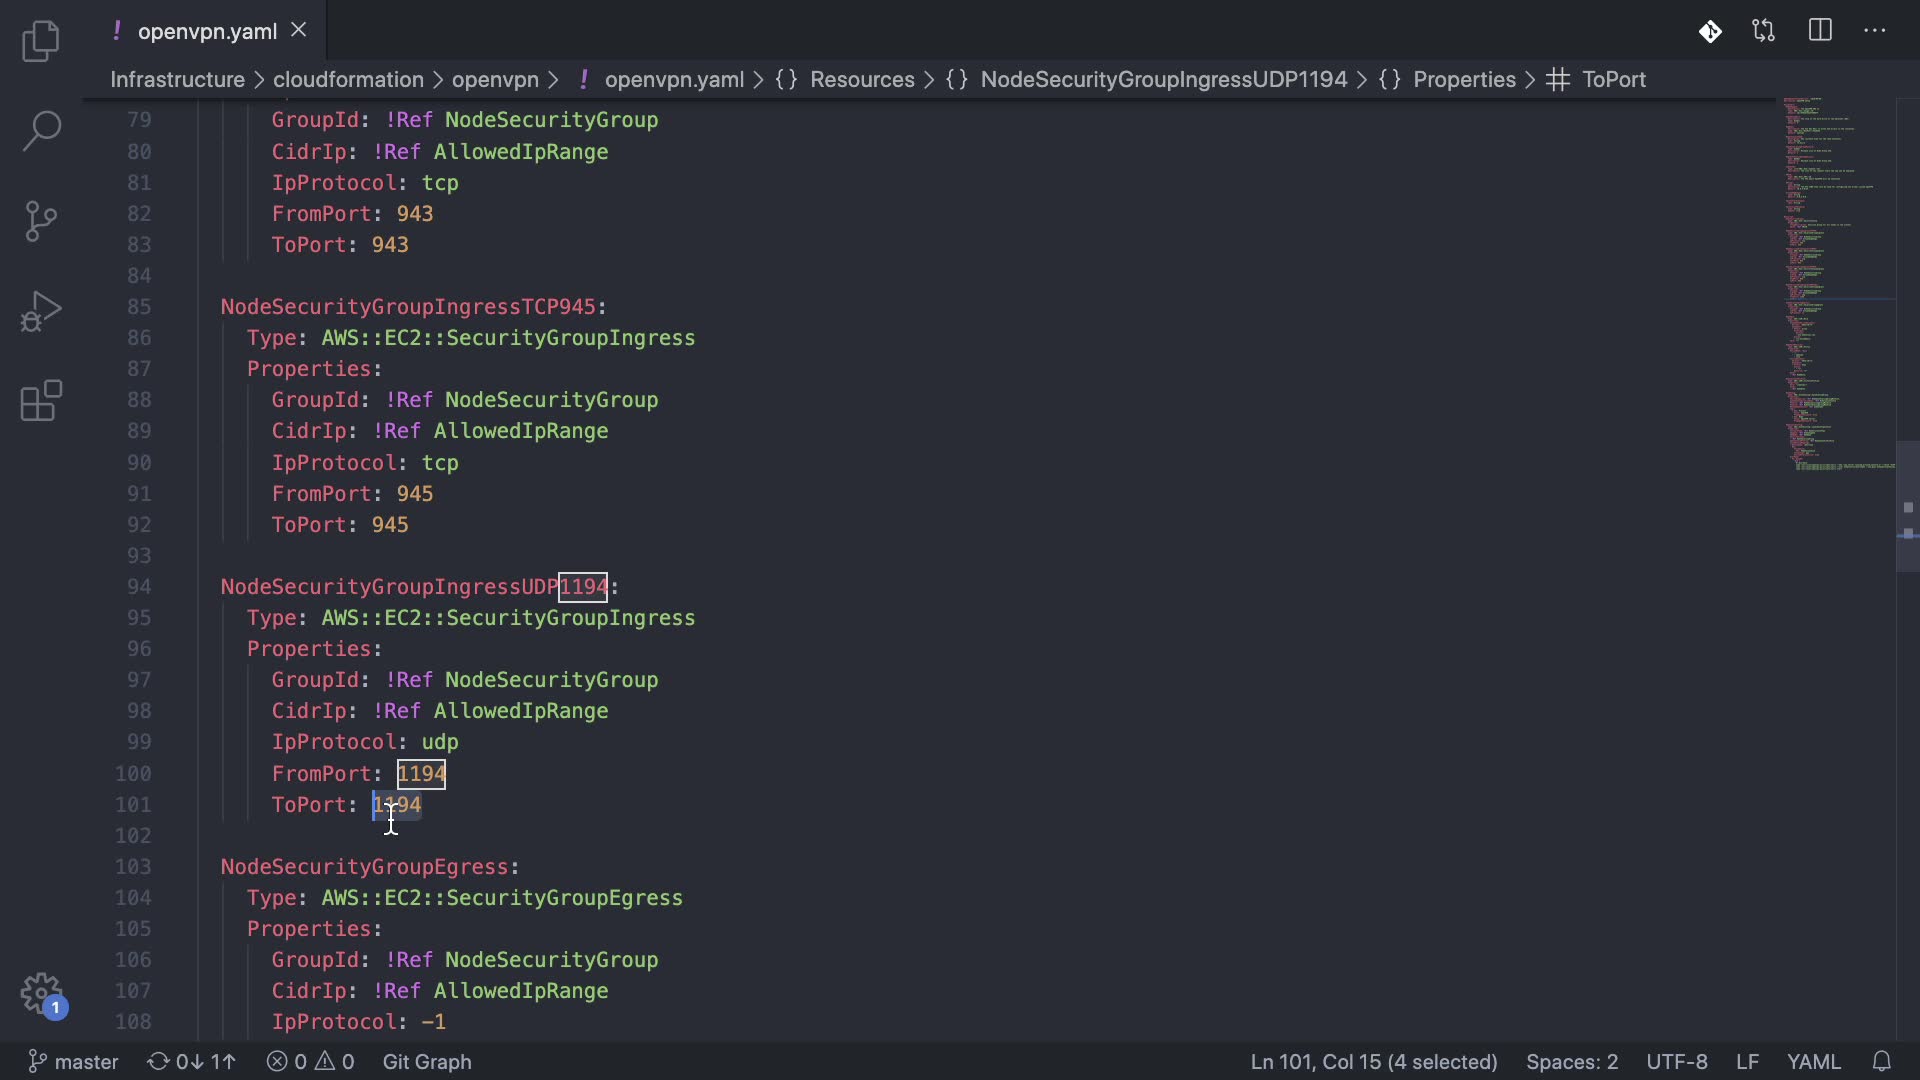 ! openvpn.yaml
Infrastructure > cloudformation > openvpn > ! openvpn.yaml > {} Resources > {} NodeSecurityGroupIngressUDP1194 > {} Properties > ToPort
79 GroupId: !Ref NodeSecurityGroup
80 CidrIp: !Ref AllowedIpRange
81 IpProtocol: tcp
82 FromPort: 943
83 ToPort: 943
84
85 NodeSecurityGroupIngressTCP945:
86 Type: AWS::EC2::SecurityGroupIngress
87 Properties:
88 GroupId: !Ref NodeSecurityGroup
89 CidrIp: !Ref AllowedIpRange
90 IpProtocol: tcp
91 FromPort: 945
92 ToPort: 945
93
94 NodeSecurityGroupIngressUDP1194:
95 Type: AWS::EC2::SecurityGroupIngress
96 Properties:
97 GroupId: !Ref NodeSecurityGroup
98 CidrIp: !Ref AllowedIpRange
99 IpProtocol: udp
100 FromPort: 1194
101 ToPort: 1194
102
103 NodeSecurityGroupEgress:
104 Type: AWS::EC2::SecurityGroupEgress
105 Properties:
106 GroupId: !Ref NodeSecurityGroup
107 CidrIp: !Ref AllowedIpRange
108 IpProtocol: -1
1
master 0↓ 1↑ 0 0 Git Graph Ln 101, Col 15 (4 selected) Spaces: 2 UTF-8 LF YAML